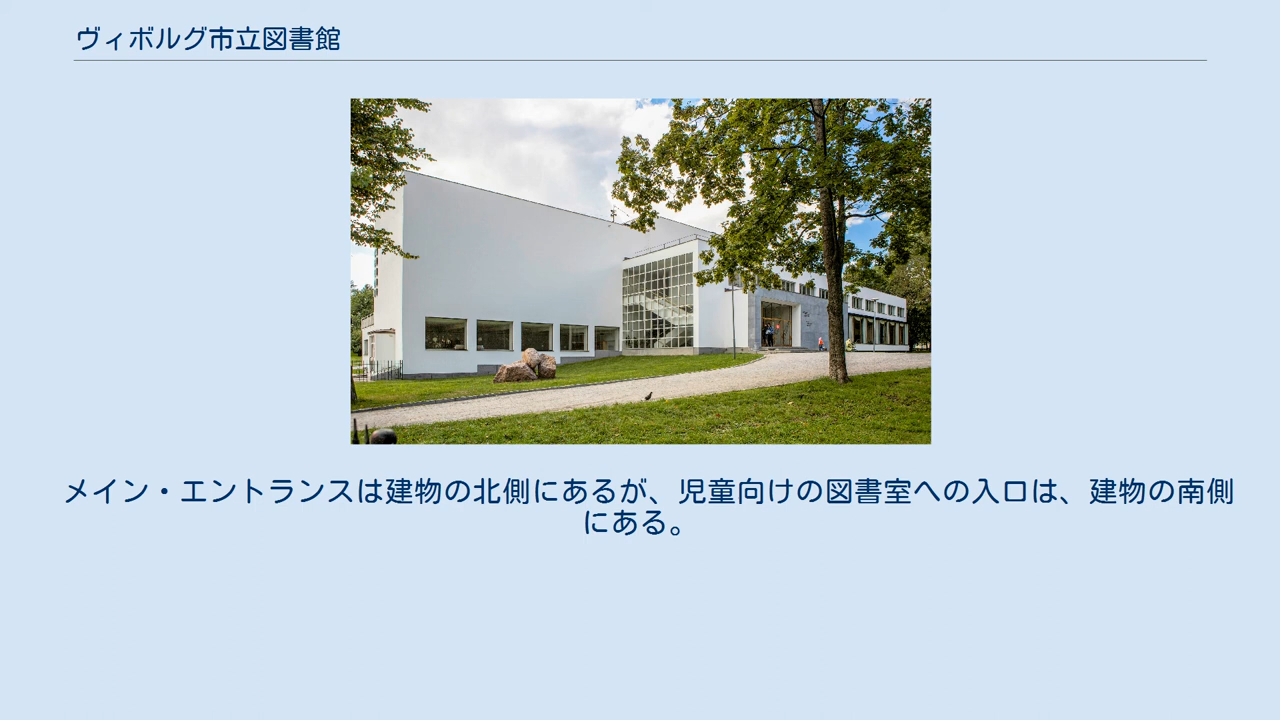 ヴィボルグ市立図書館
メイン・エントランスは建物の北側にあるが、児童向けの図書室への入口は、建物の南側
にある。